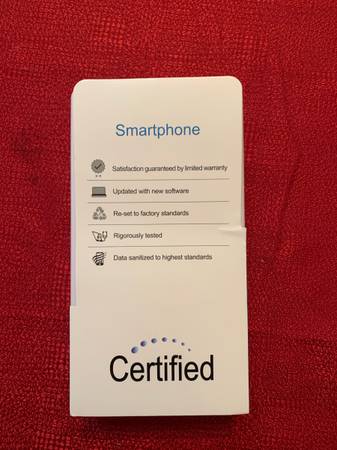 Smartphone
Satisfaction guaranteed by limited warranty
Updated with new software
Re-set to factory standards
Rigorously tested
Data sanitized to highest standards
Certified